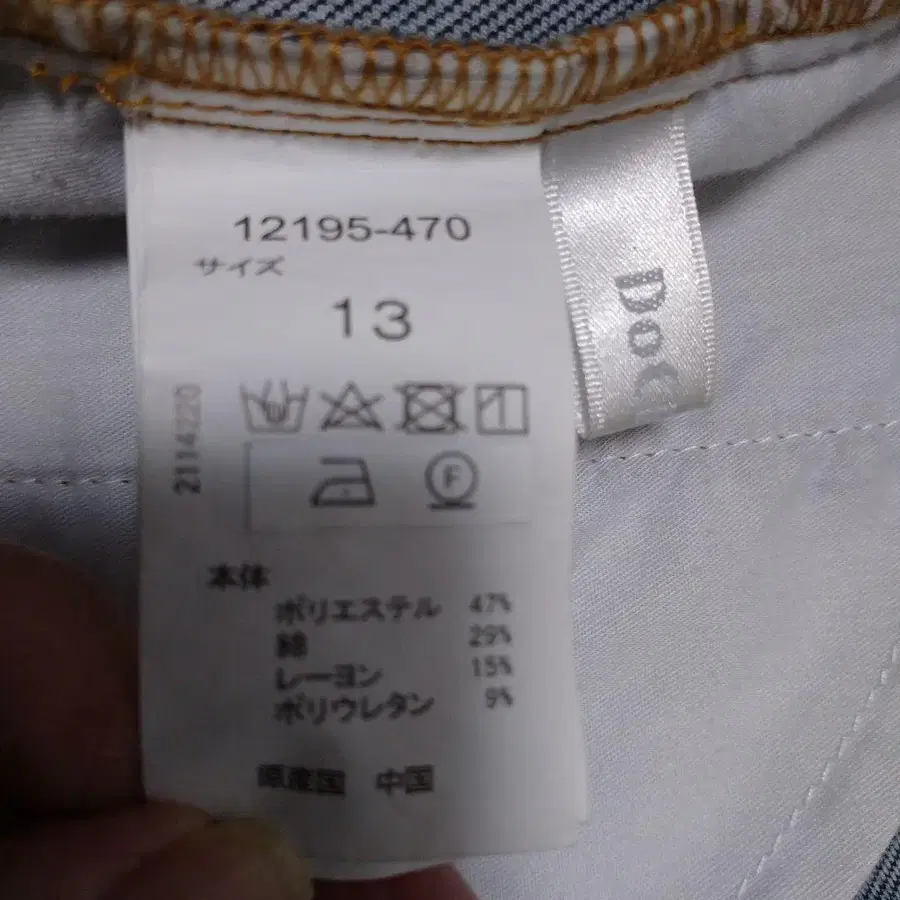 12195-470
サイズ
13
2114220
F
本体
ポリエステル 47%
綿 29%
レーヨン 15%
ポリウレタン 9%
原産国 中国